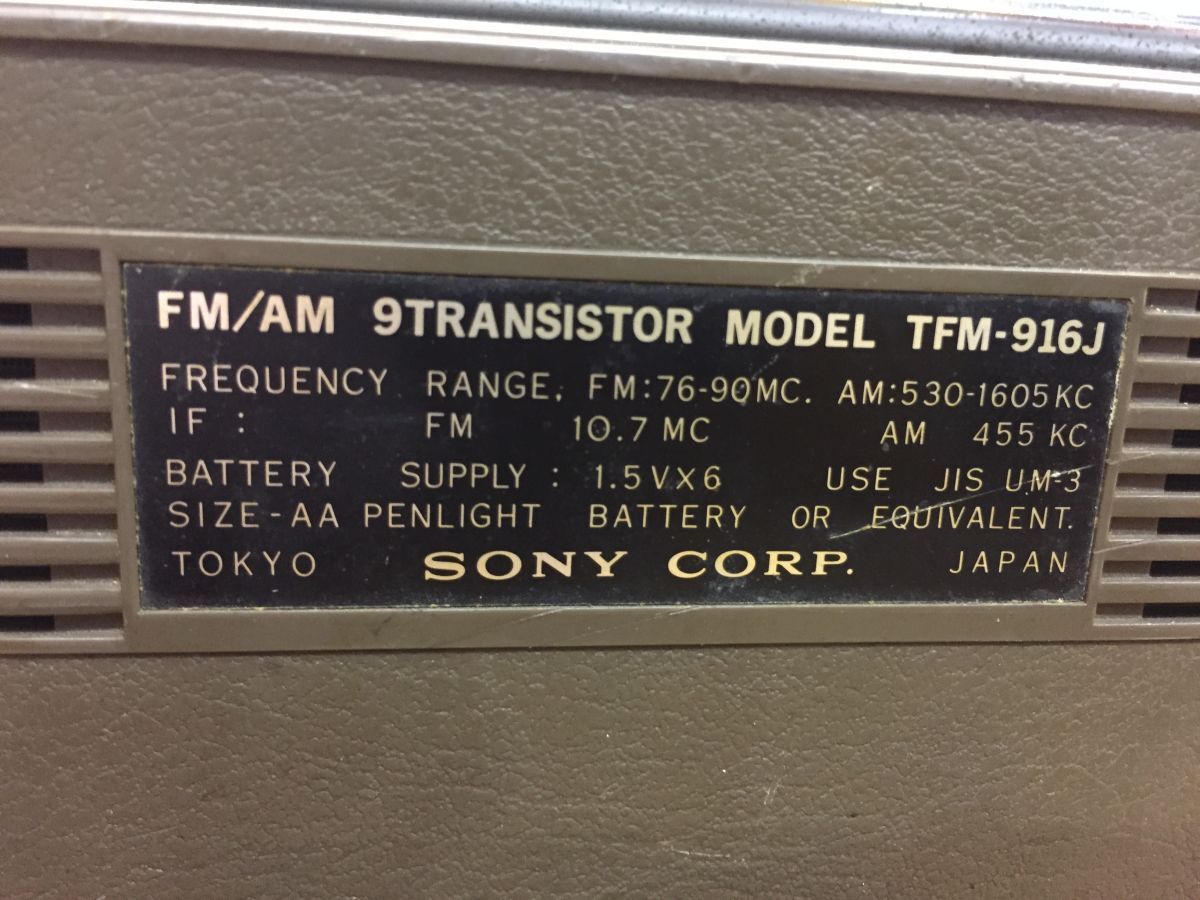 FM/AM 9TRANSISTOR MODEL TFM-916J
FREQUENCY RANGE. FM:76-90MC. AM:530-1605KC
IF : FM 10.7 MC AM 455 KC
BATTERY SUPPLY : 1.5VX6 USE JIS UM-3
SIZE-AA PENLIGHT BATTERY OR EQUIVALENT.
TOKYO SONY CORP. JAPAN